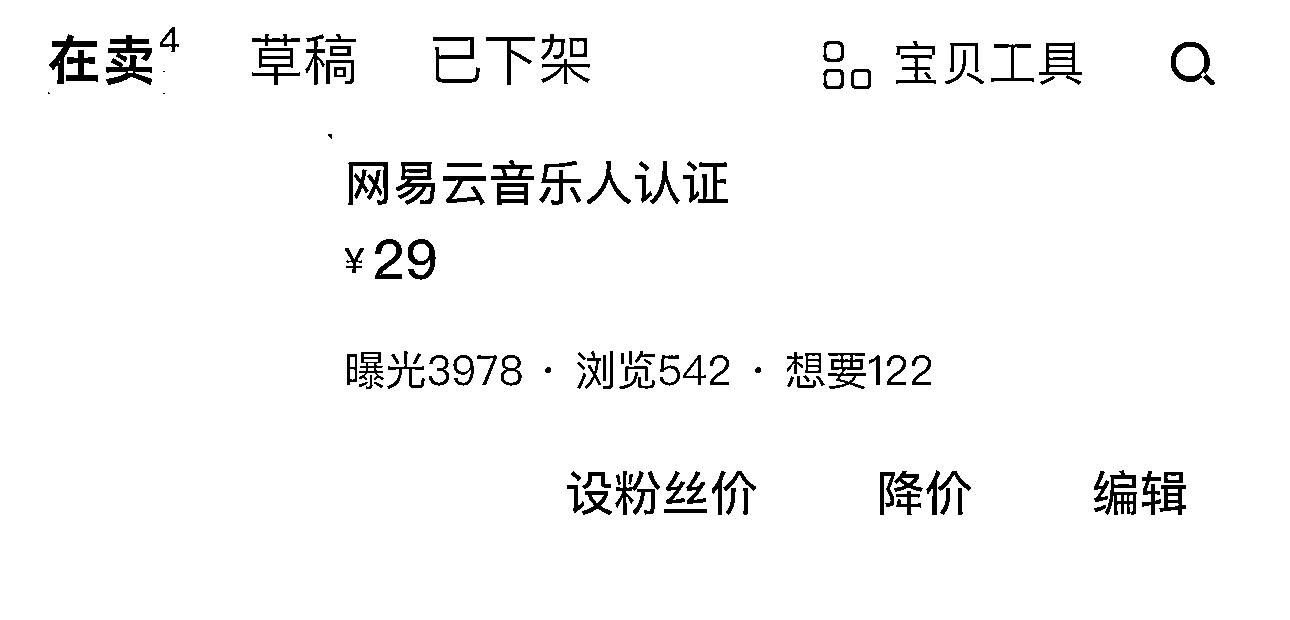 在卖4 草稿 已下架 宝贝工具
网易云音乐人认证
¥29
曝光3978 · 浏览542 · 想要122
设粉丝价 降价 编辑